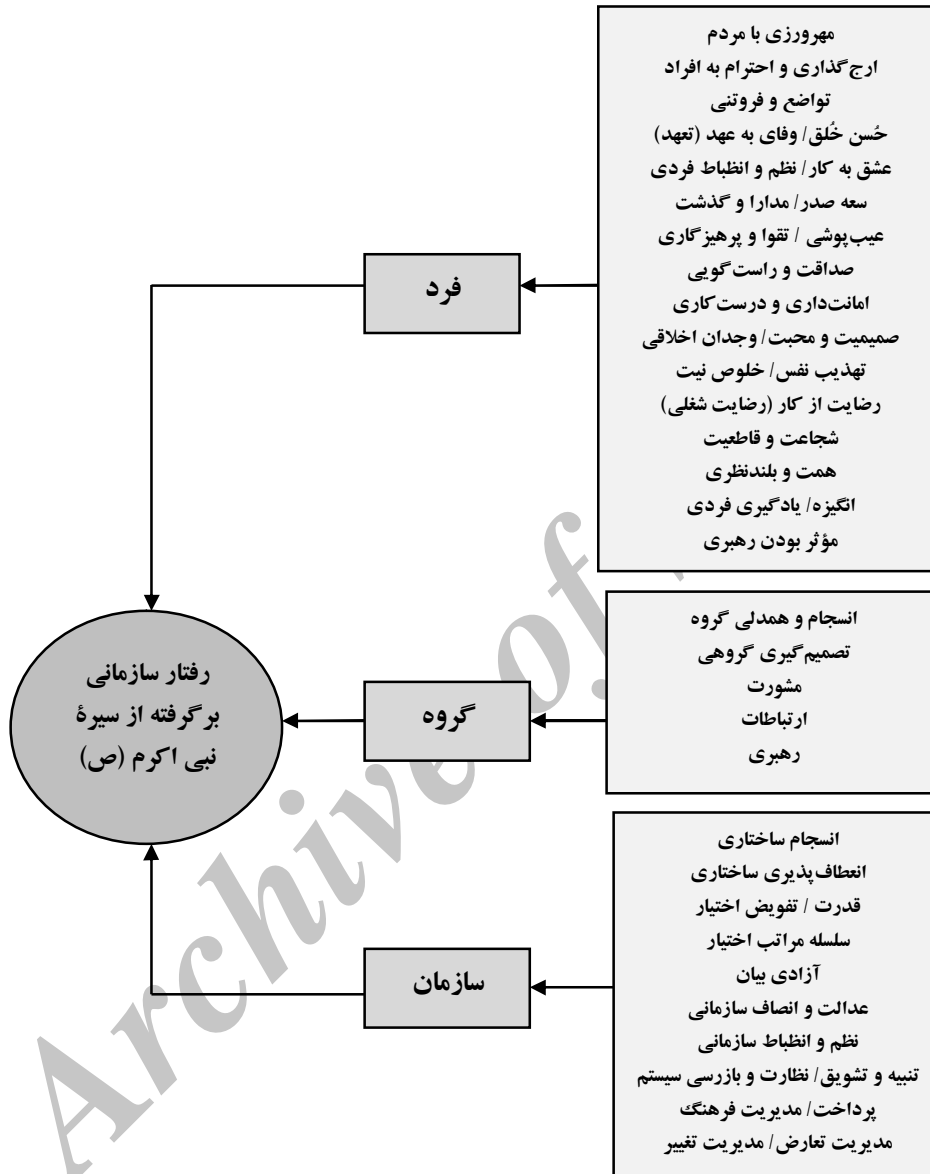 مهرورزی با مردم
ارج‌گذاری و احترام به افراد
تواضع و فروتنی
حُسن خُلق/ وفای به عهد (تعهد)
عشق به کار/ نظم و انظباط فردی
سعه صدر/ مدارا و گذشت
عیب‌پوشی / تقوا و پرهیزگاری
صداقت و راست‌گویی
امانت‌داری و درست‌کاری
صمیمیت و محبت/ وجدان اخلاقی
تهذیب نفس/ خلوص نیت
رضایت از کار (رضایت شغلی)
شجاعت و قاطعیت
همت و بلندنظری
انگیزه/ یادگیری فردی
مؤثر بودن رهبری
فرد
انسجام و همدلی گروه
تصمیم‌گیری گروهی
مشورت
ارتباطات
رهبری
گروه
رفتار سازمانی
برگرفته از سیرۀ
نبی اکرم (ص)
انسجام ساختاری
انعطاف‌پذیری ساختاری
قدرت / تفویض اختیار
سلسله مراتب اختیار
آزادی بیان
عدالت و انصاف سازمانی
نظم و انظباط سازمانی
تنبیه و تشویق/ نظارت و بازرسی سیستم
پرداخت/ مدیریت فرهنگ
مدیریت تعارض/ مدیریت تغییر
سازمان
Archive of